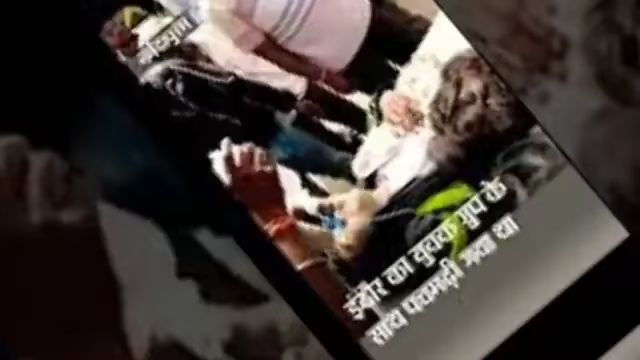 इंदौर का युवक ग्रुप के
साथ पचमढ़ी गया था